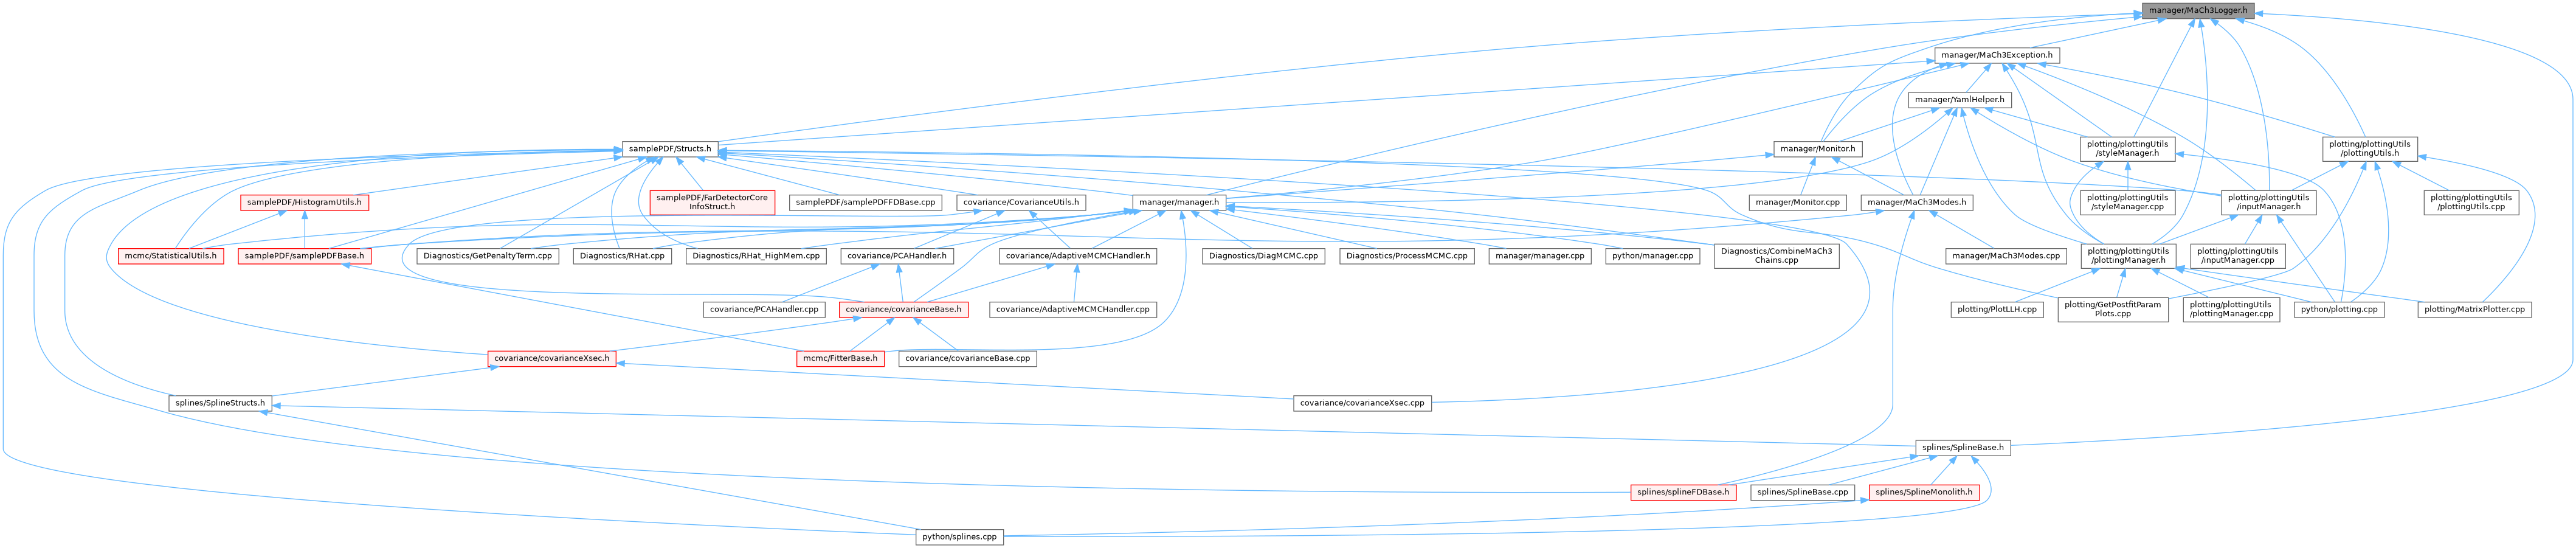 manager/MaCh3Logger.h
manager/MaCh3Exception.h
manager/YamlHelper.h
samplePDF/Structs.h
manager/Monitor.h
plotting/plottingUtils
/styleManager.h
plotting/plottingUtils
/plottingUtils.h
samplePDF/HistogramUtils.h
samplePDF/FarDetectorCore
InfoStruct.h
samplePDF/samplePDFFDBase.cpp
covariance/CovarianceUtils.h
manager/manager.h
manager/Monitor.cpp
manager/MaCh3Modes.h
plotting/plottingUtils
/styleManager.cpp
plotting/plottingUtils
/inputManager.h
plotting/plottingUtils
/plottingUtils.cpp
mcmc/StatisticalUtils.h
samplePDF/samplePDFBase.h
Diagnostics/GetPenaltyTerm.cpp
Diagnostics/RHat.cpp
Diagnostics/RHat_HighMem.cpp
covariance/PCAHandler.h
covariance/AdaptiveMCMCHandler.h
Diagnostics/DiagMCMC.cpp
Diagnostics/ProcessMCMC.cpp
manager/manager.cpp
python/manager.cpp
Diagnostics/CombineMaCh3
Chains.cpp
manager/MaCh3Modes.cpp
plotting/plottingUtils
/plottingManager.h
plotting/plottingUtils
/inputManager.cpp
covariance/PCAHandler.cpp
covariance/covarianceBase.h
covariance/AdaptiveMCMCHandler.cpp
plotting/PlotLLH.cpp
plotting/GetPostfitParam
Plots.cpp
plotting/plottingUtils
/plottingManager.cpp
python/plotting.cpp
plotting/MatrixPlotter.cpp
covariance/covarianceXsec.h
mcmc/FitterBase.h
covariance/covarianceBase.cpp
splines/SplineStructs.h
covariance/covarianceXsec.cpp
splines/SplineBase.h
splines/splineFDBase.h
splines/SplineBase.cpp
splines/SplineMonolith.h
python/splines.cpp